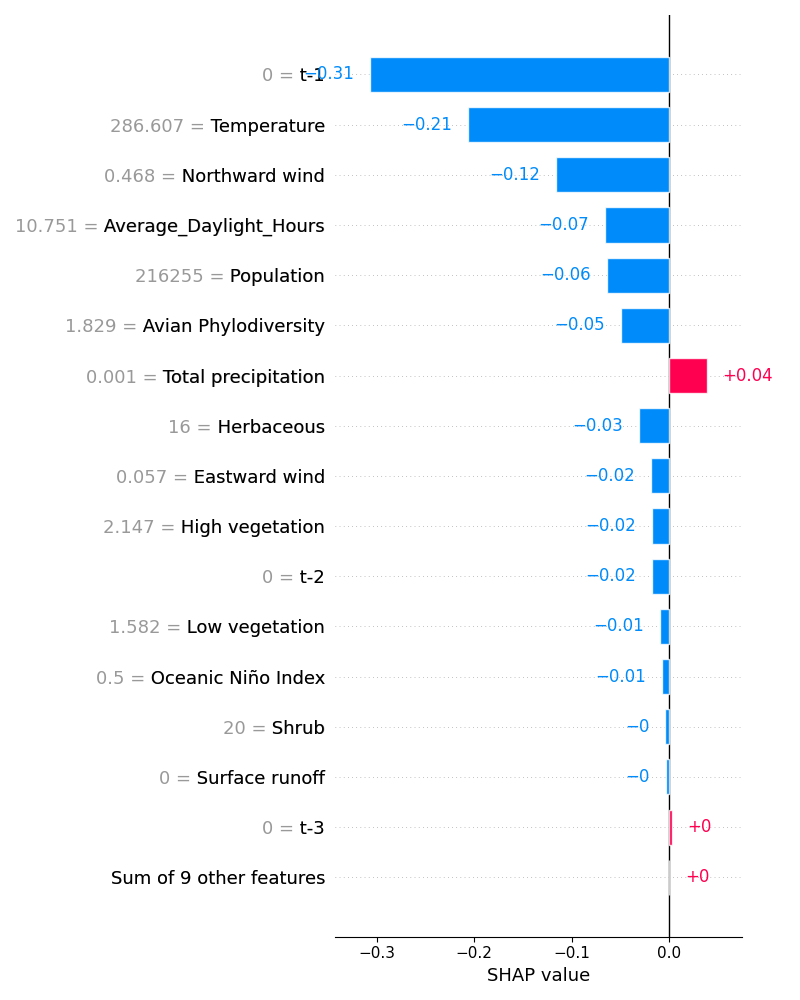 0 = t-1 −0.31
286.607 = Temperature −0.21
0.468 = Northward wind −0.12
10.751 = Average_Daylight_Hours −0.07
216255 = Population −0.06
1.829 = Avian Phylodiversity −0.05
0.001 = Total precipitation +0.04
16 = Herbaceous −0.03
0.057 = Eastward wind −0.02
2.147 = High vegetation −0.02
0 = t-2 −0.02
1.582 = Low vegetation −0.01
0.5 = Oceanic Niño Index −0.01
20 = Shrub −0
0 = Surface runoff −0
0 = t-3 +0
Sum of 9 other features +0
−0.3 −0.2 −0.1 0.0
SHAP value